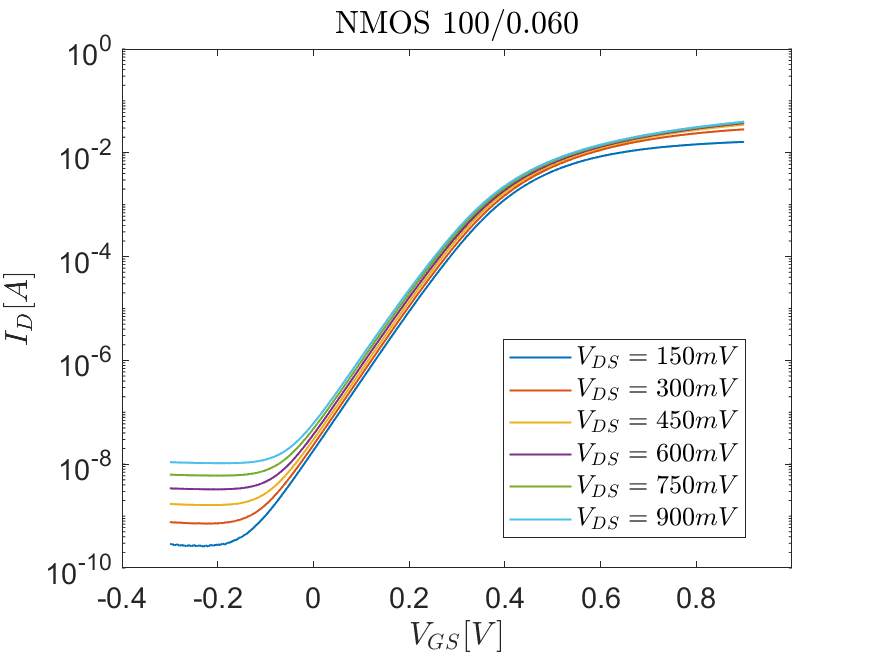 NMOS 100/0.060
10^0
10^-2
10^-4
10^-6
10^-8
10^-10
I_D[A]
V_DS = 150mV
V_DS = 300mV
V_DS = 450mV
V_DS = 600mV
V_DS = 750mV
V_DS = 900mV
-0.4 -0.2 0 0.2 0.4 0.6 0.8
V_GS[V]